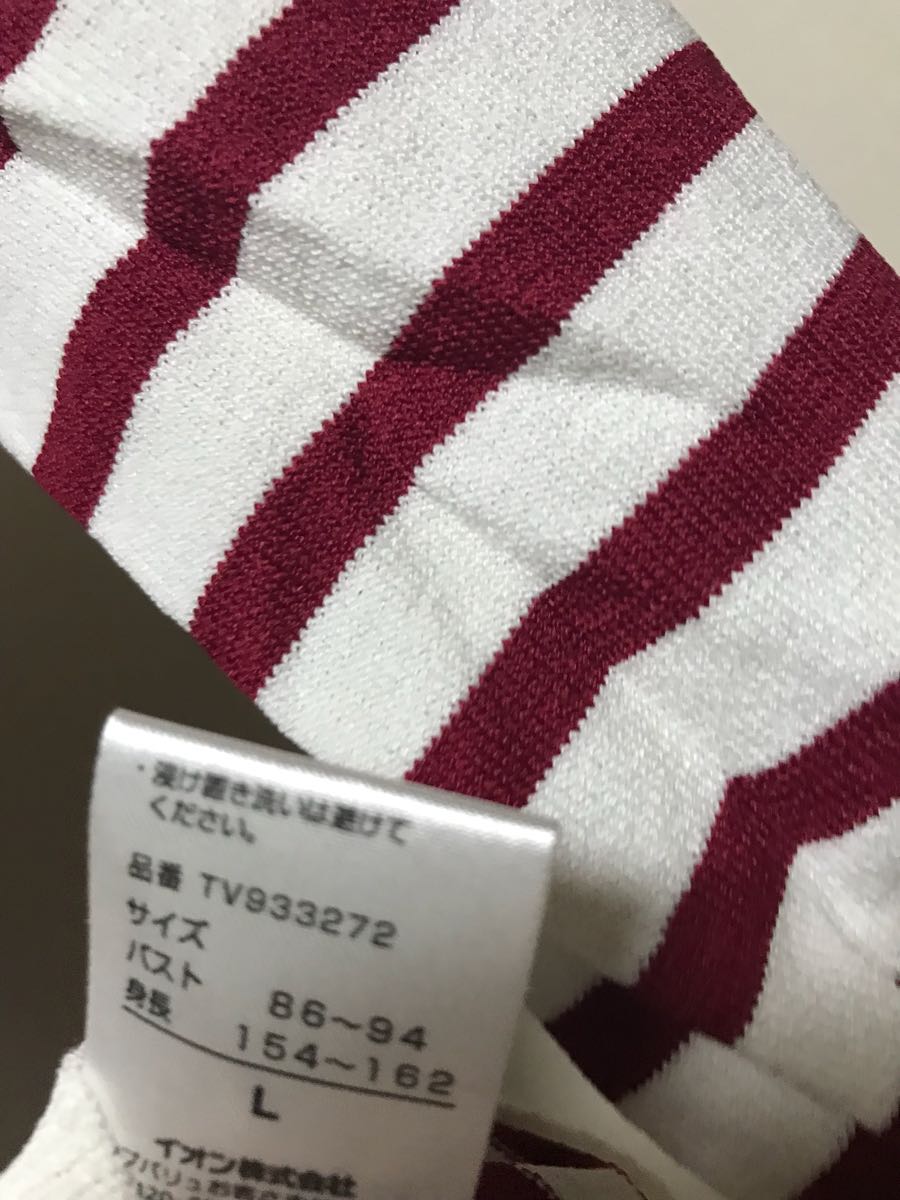 ・浸け置き洗いは避けて
ください。
品番 TV933272
サイズ
バスト 86〜94
身長 154〜162
L
イオン株式会社